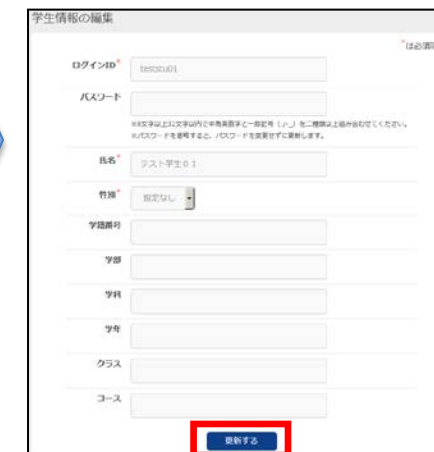 学生情報の編集
*は必須項
ログインID*
teststu01
パスワード
※8文字以上32文字以内で半角英数字と一部記号（./-_）を二種類以上組み合わせてください。
※パスワードを省略すると、パスワードを変更せずに更新します。
氏名*
テスト学生01
性別*
指定なし
学籍番号
学部
学科
学年
クラス
コース
更新する